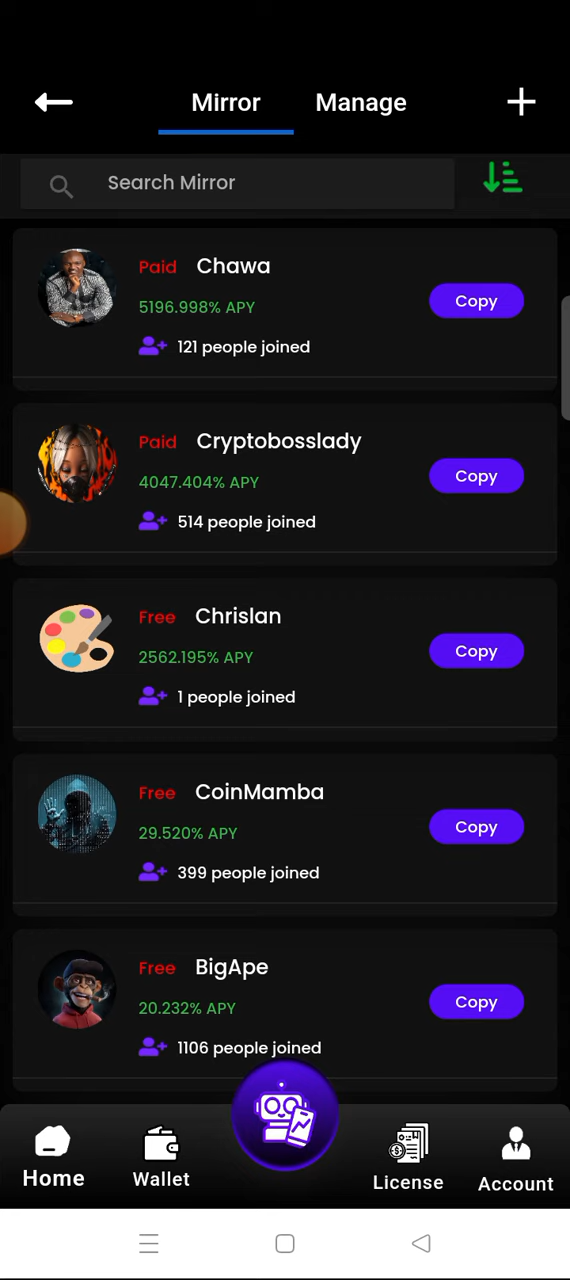 Mirror Manage
Search Mirror
Paid Chawa
5196.998% APY
Copy
121 people joined
Paid Cryptobosslady
4047.404% APY
Copy
514 people joined
Free Chrislan
2562.195% APY
Copy
1 people joined
Free CoinMamba
29.520% APY
Copy
399 people joined
Free BigApe
20.232% APY
Copy
1106 people joined
Home Wallet License Account